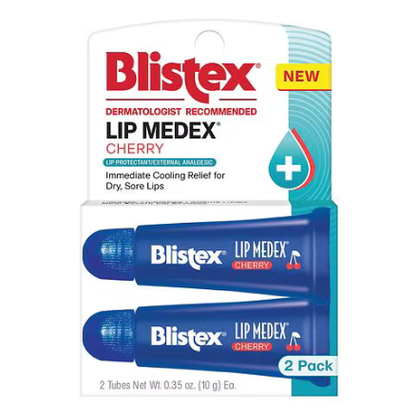 Blistex®
NEW
DERMATOLOGIST RECOMMENDED
LIP MEDEX®
CHERRY
LIP PROTECTANT/EXTERNAL ANALGESIC
Immediate Cooling Relief for
Dry, Sore Lips
Blistex® LIP MEDEX®
CHERRY
Blistex® LIP MEDEX®
CHERRY
2 Pack
2 Tubes Net Wt. 0.35 oz. (10 g) Ea.